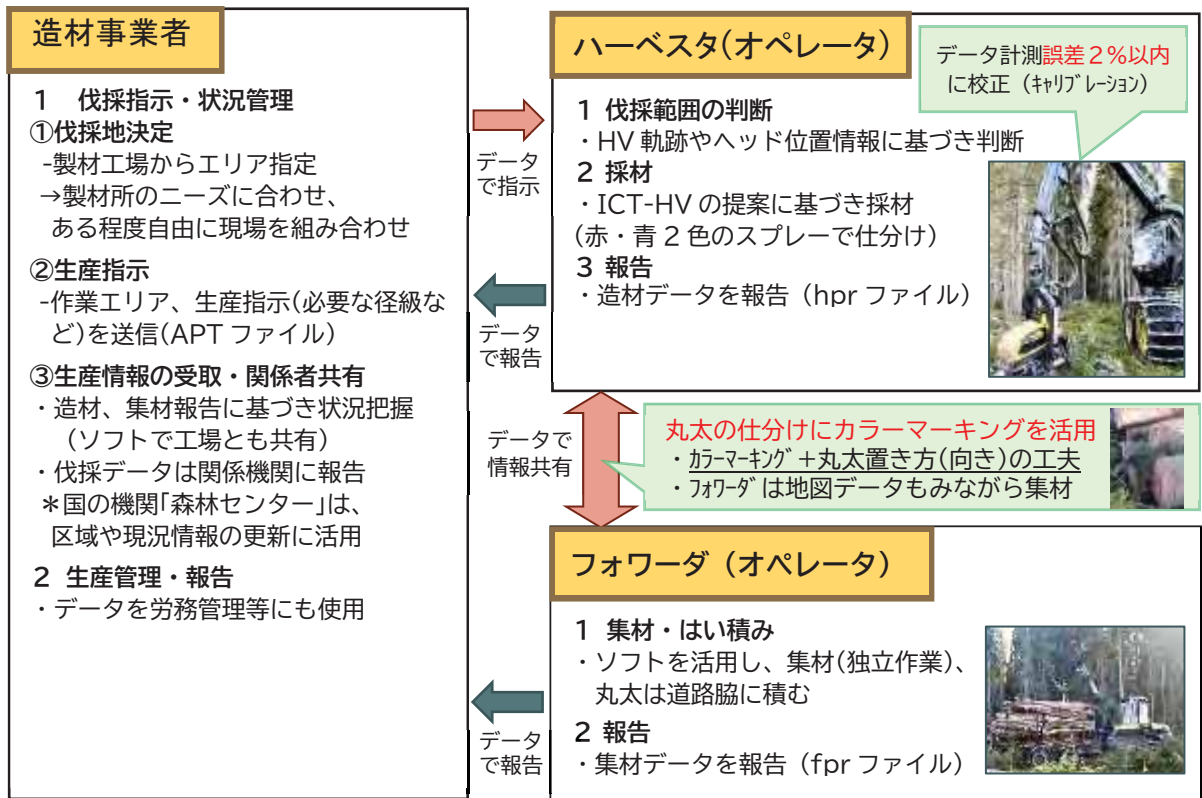 造材事業者
1 伐採指示・状況管理
①伐採地決定
-製材工場からエリア指定
→製材所のニーズに合わせ、
ある程度自由に現場を組み合わせ
②生産指示
-作業エリア、生産指示(必要な径級な
ど)を送信(APT ファイル)
③生産情報の受取・関係者共有
・造材、集材報告に基づき状況把握
（ソフトで工場とも共有）
・伐採データは関係機関に報告
＊国の機関「森林センター」は、
区域や現況情報の更新に活用
2 生産管理・報告
・データを労務管理等にも使用
データ
で指示
データ
で報告
ハーベスタ(オペレータ)
データ計測誤差２%以内
に校正（ｷｬﾘﾌﾞﾚｰｼｮﾝ）
1 伐採範囲の判断
・HV 軌跡やヘッド位置情報に基づき判断
2 採材
・ICT-HV の提案に基づき採材
(赤・青 2 色のスプレーで仕分け)
3 報告
・造材データを報告（hpr ファイル）
データで
情報共有
丸太の仕分けにカラーマーキングを活用
・ｶﾗｰﾏｰｷﾝｸﾞ+丸太置き方(向き)の工夫
・ﾌｫﾜｰﾀﾞは地図データもみながら集材
フォワーダ（オペレータ）
1 集材・はい積み
・ソフトを活用し、集材(独立作業)、
丸太は道路脇に積む
2 報告
・集材データを報告（fpr ファイル）
データ
で報告